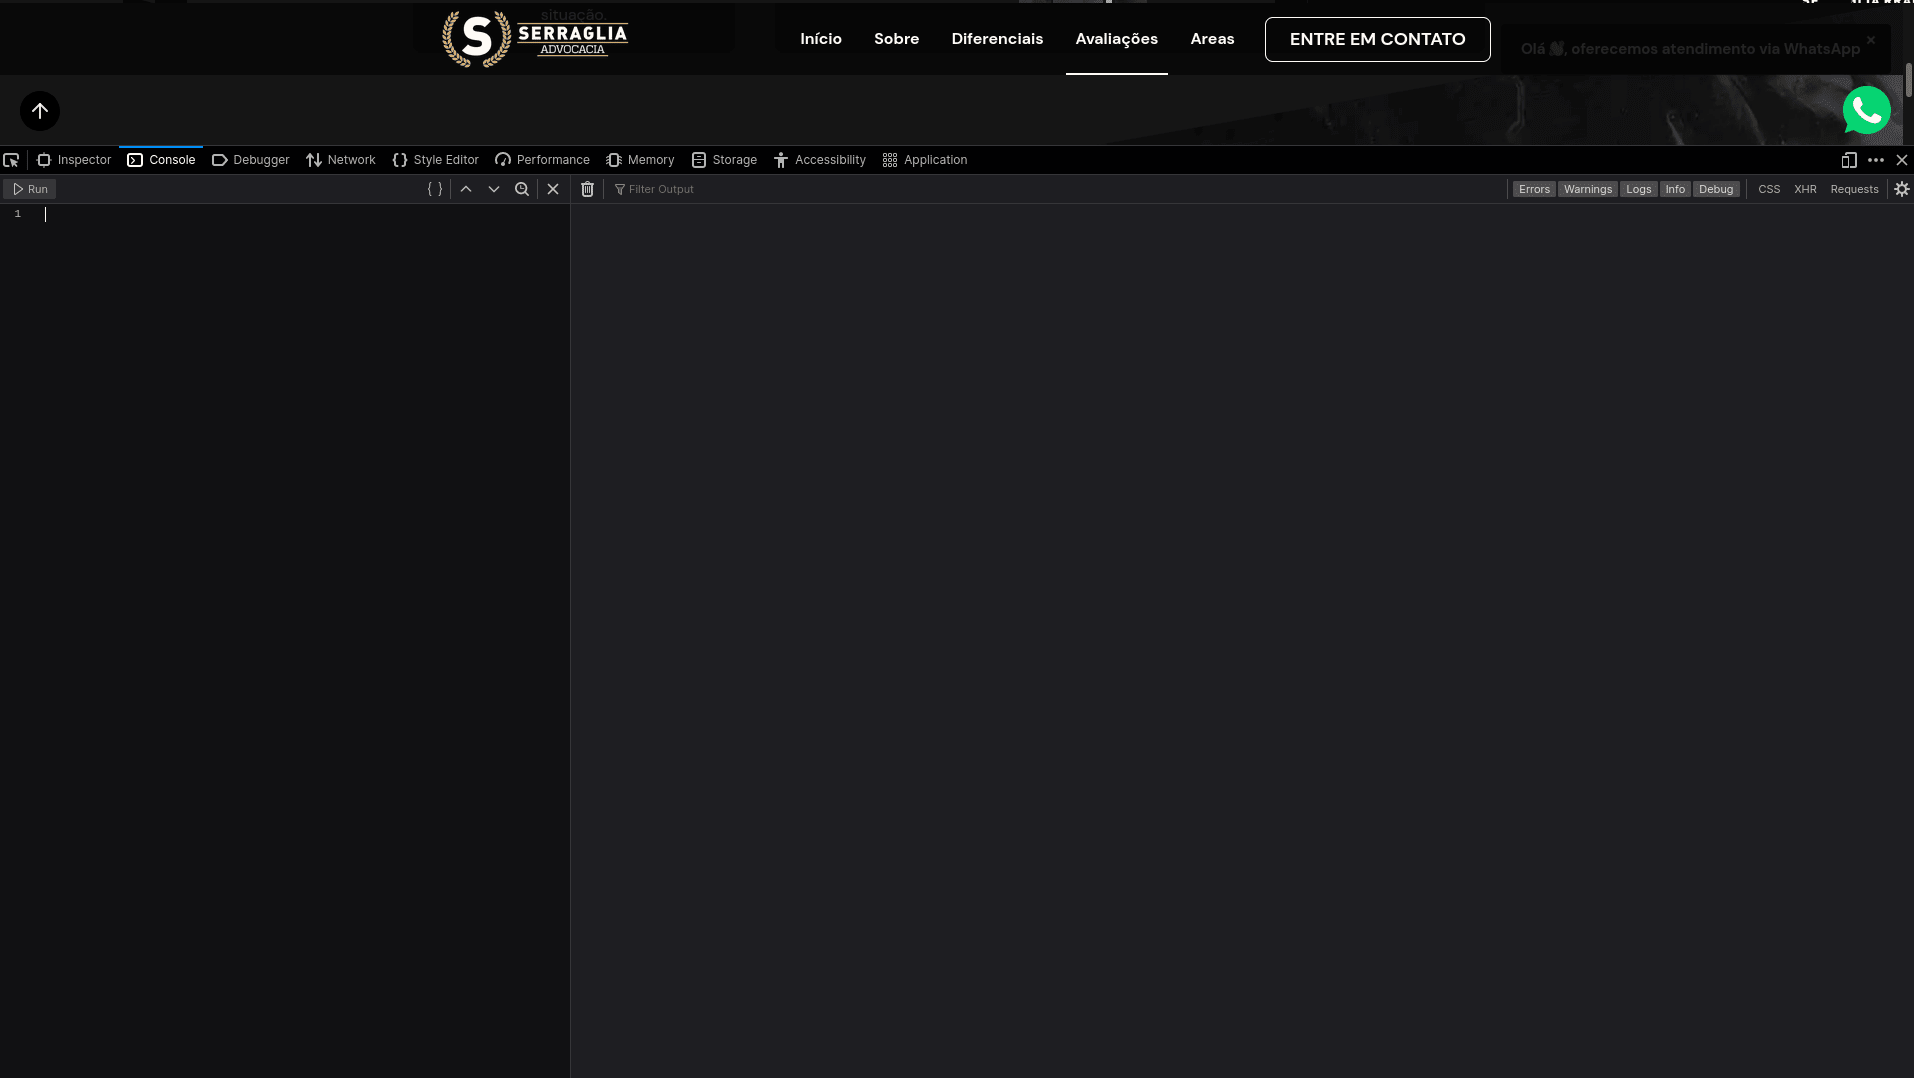 situação.
S
SERRAGLIA
ADVOCACIA
Início Sobre Diferenciais Avaliações Areas ENTRE EM CONTATO
Olá 👋, oferecemos atendimento via WhatsApp ×
Inspector Console Debugger Network Style Editor Performance Memory Storage Accessibility Application
Run { } Filter Output Errors Warnings Logs Info Debug CSS XHR Requests
1